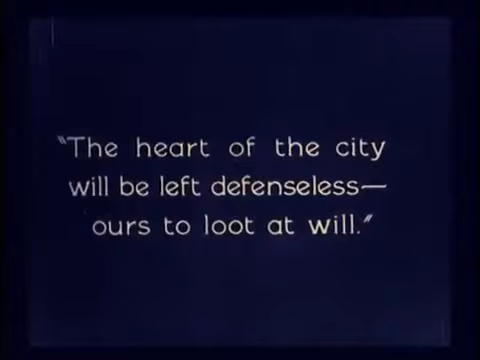 "The heart of the city
will be left defenseless—
ours to loot at will."